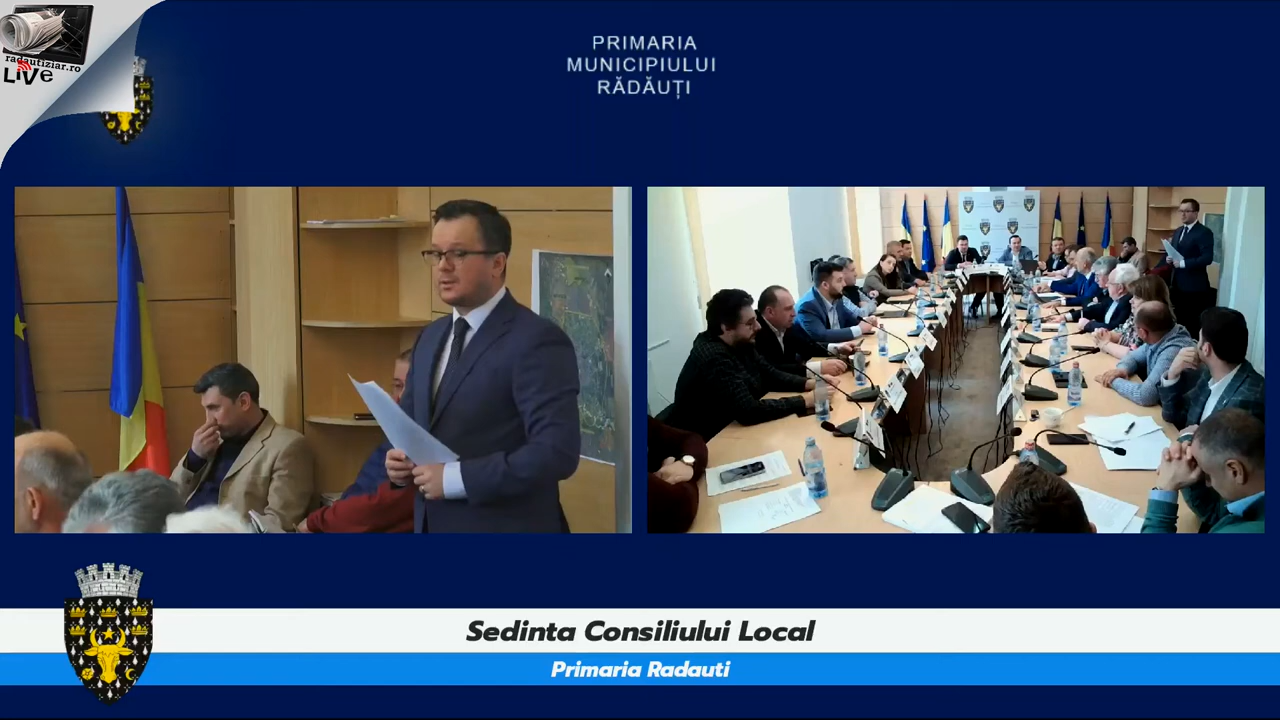 radautiziar.ro
LiVe
PRIMARIA
MUNICIPIULUI
RĂDĂUȚI
Sedinta Consiliului Local
Primaria Radauti